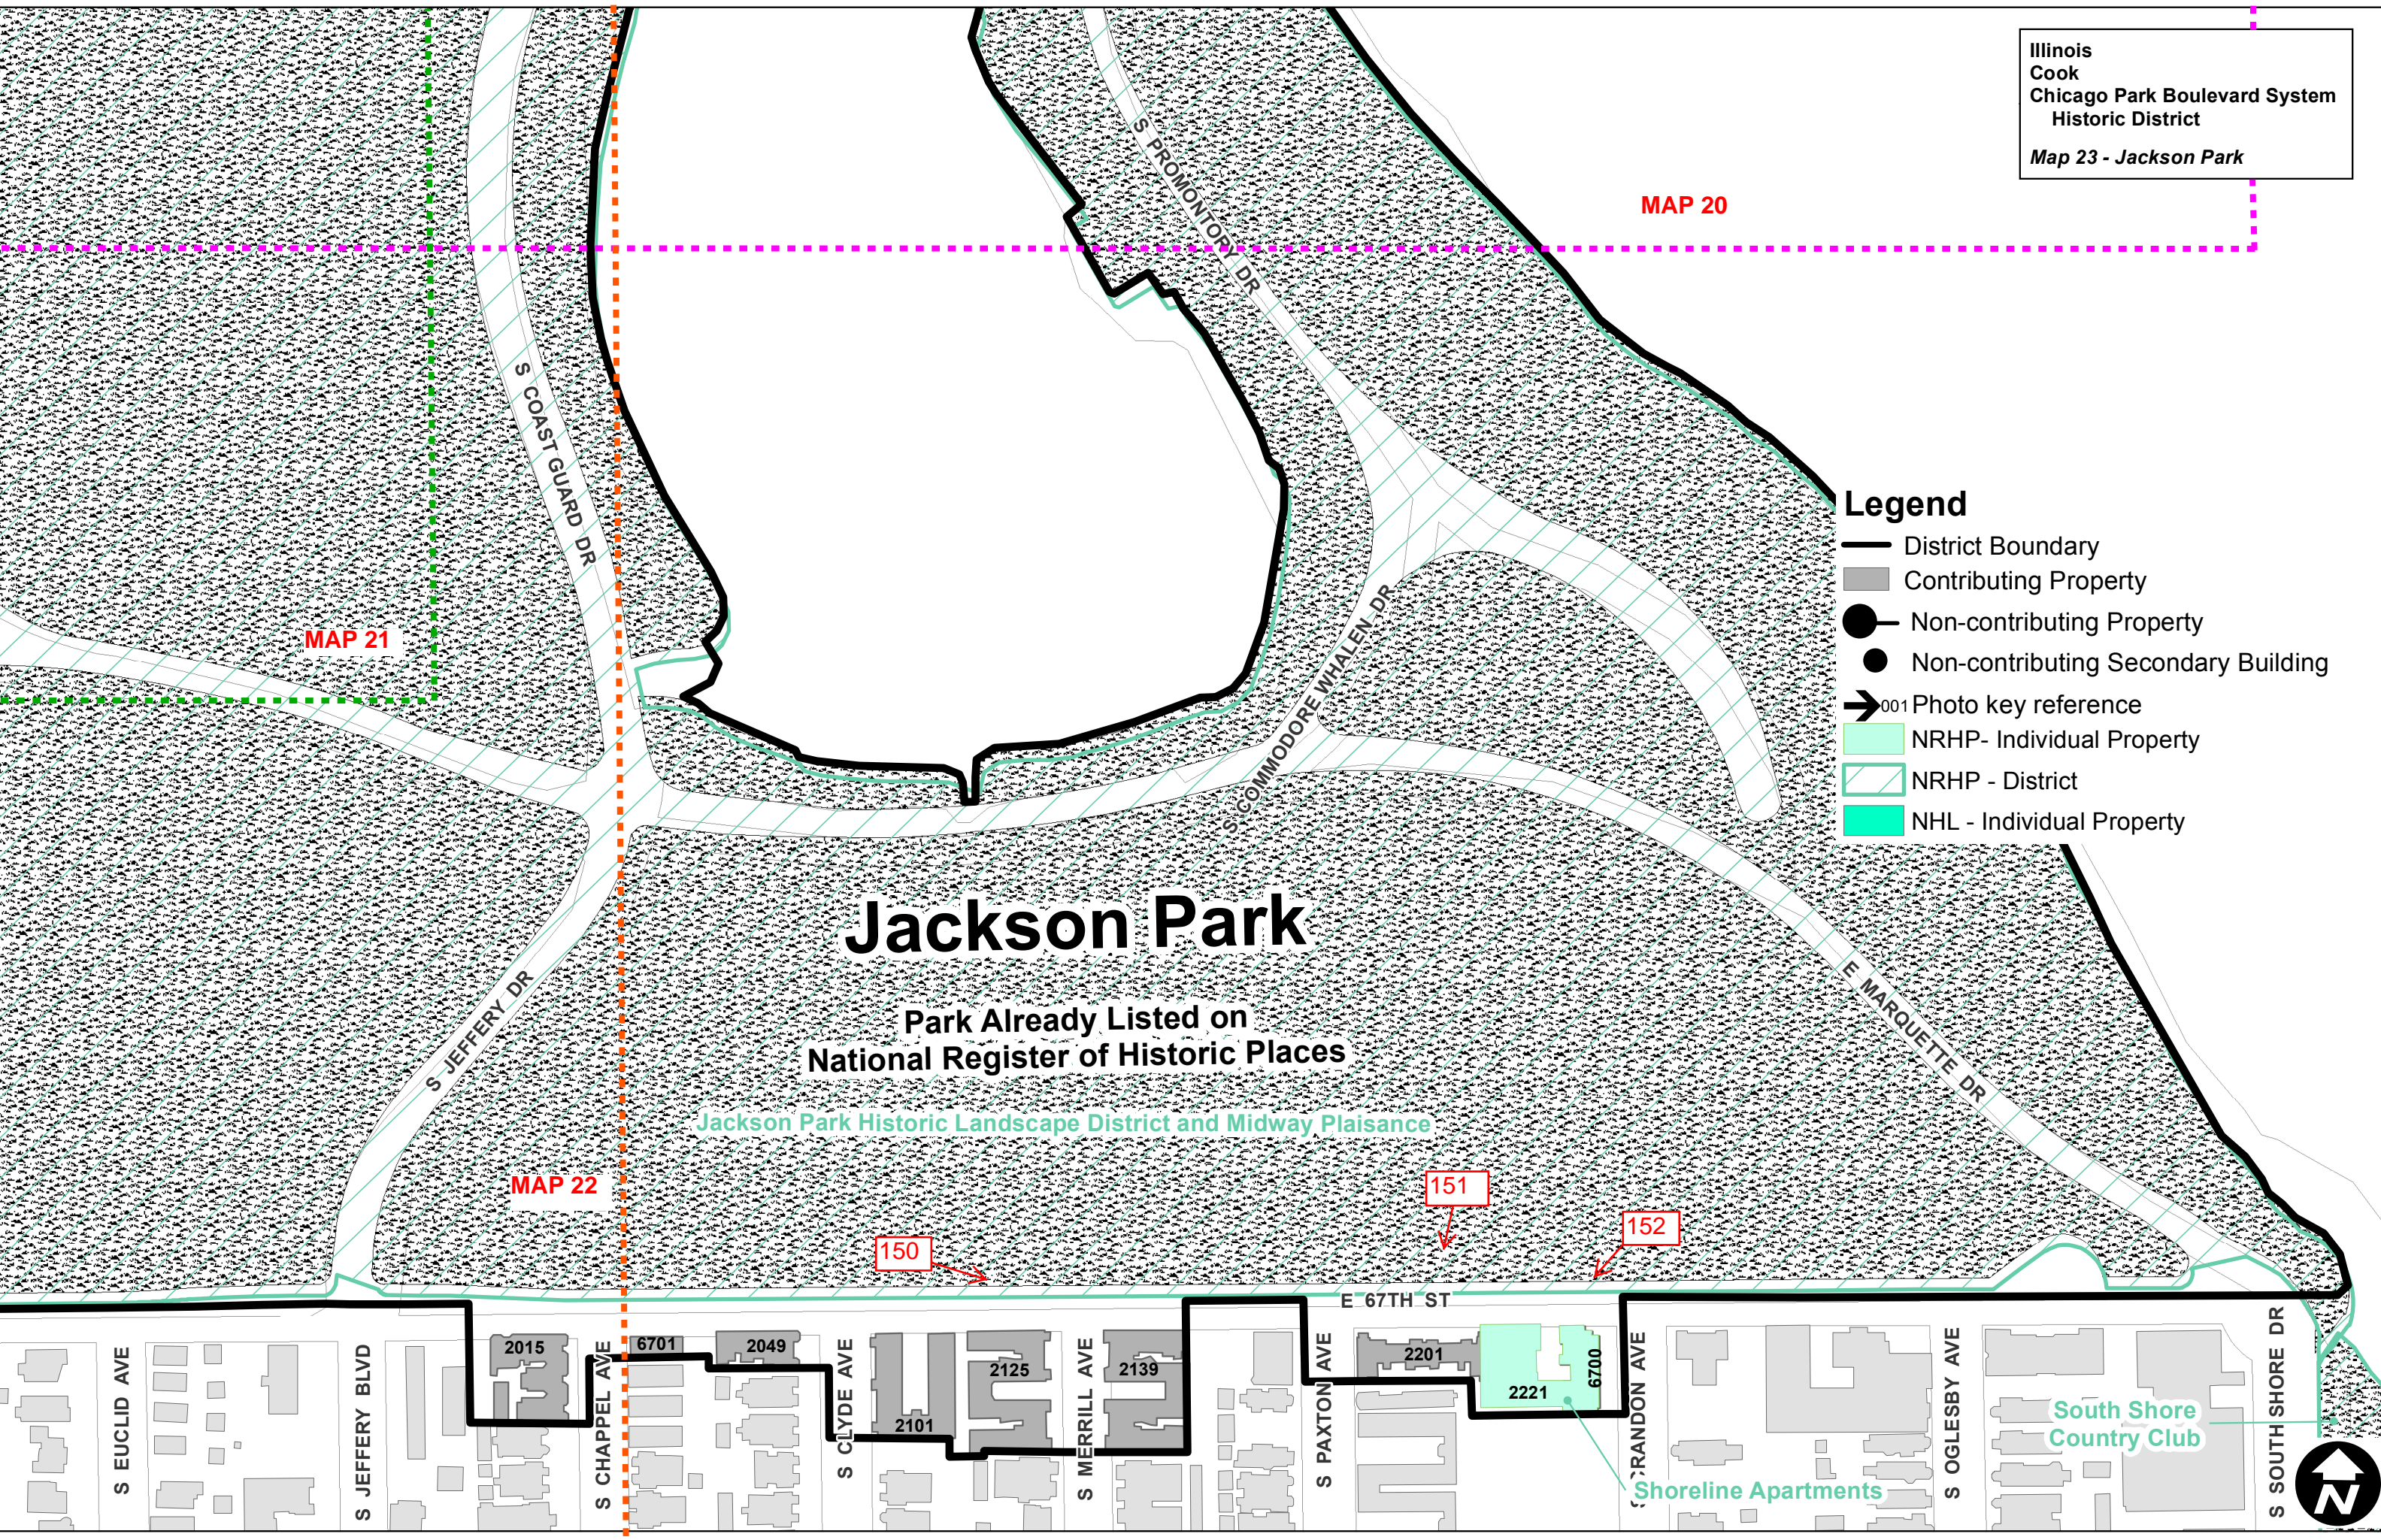 Illinois
Cook
Chicago Park Boulevard System
Historic District
Map 23 - Jackson Park
MAP 20
S PROMONTORY DR
S COAST GUARD DR
Legend
District Boundary
Contributing Property
Non-contributing Property
Non-contributing Secondary Building
001 Photo key reference
NRHP- Individual Property
NRHP - District
NHL - Individual Property
MAP 21
S COMMODORE WHALEN DR
Jackson Park
Park Already Listed on
National Register of Historic Places
Jackson Park Historic Landscape District and Midway Plaisance
S JEFFERY DR
E MARQUETTE DR
MAP 22
150
151
152
E 67TH ST
2015
6701
2049
2101
2125
2139
2201
2221
6700
S EUCLID AVE
S JEFFERY BLVD
S CHAPPEL AVE
S CLYDE AVE
S MERRILL AVE
S PAXTON AVE
S CRANDON AVE
S OGLESBY AVE
S SOUTH SHORE DR
South Shore
Country Club
Shoreline Apartments
N